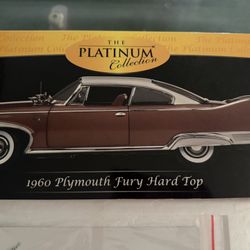 THE
PLATINUM
Collection
1960 Plymouth Fury Hard Top